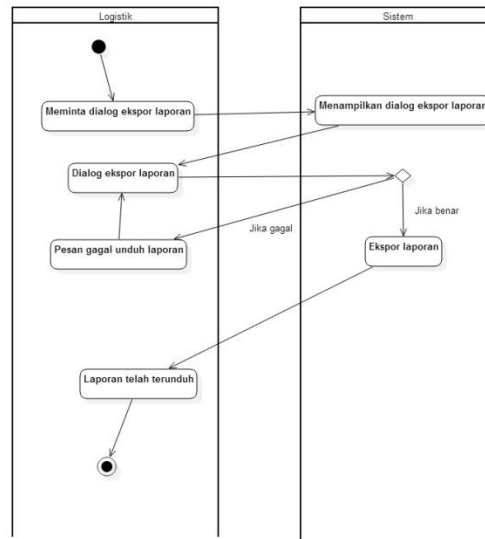 Logistik
Sistem
Meminta dialog ekspor laporan
Menampilkan dialog ekspor laporan
Dialog ekspor laporan
Jika benar
Jika gagal
Pesan gagal unduh laporan
Ekspor laporan
Laporan telah terunduh